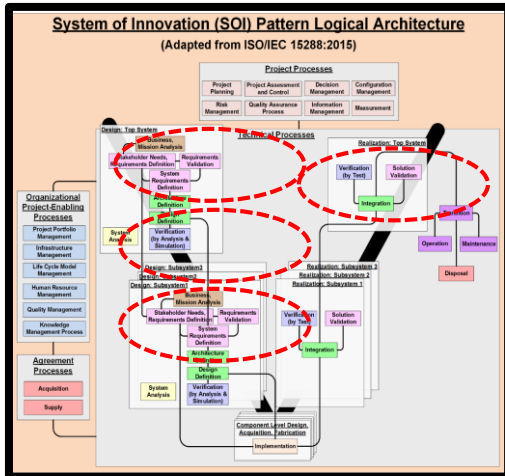 System of Innovation (SOI) Pattern Logical Architecture
(Adapted from ISO/IEC 15288:2015)
Project Processes
Project
Planning
Project Assessment
and Control
Decision
Management
Configuration
Management
Risk
Management
Quality Assurance
Process
Information
Management
Measurement
Technical Processes
Design: Top System
Business,
Mission Analysis
Stakeholder Needs,
Requirements Definition
Requirements
Validation
System
Requirements
Definition
Architecture
Definition
Design
Definition
System
Analysis
Verification
(by Analysis &
Simulation)
Realization: Top System
Verification
(by Test)
Solution
Validation
Integration
Transition
Operation
Maintenance
Disposal
Organizational
Project-Enabling
Processes
Project Portfolio
Management
Infrastructure
Management
Life Cycle Model
Management
Human Resource
Management
Quality Management
Knowledge
Management Process
Agreement
Processes
Acquisition
Supply
Design: Subsystem3
Design: Subsystem2
Design: Subsystem1
Business,
Mission Analysis
Stakeholder Needs,
Requirements Definition
Requirements
Validation
System
Requirements
Definition
Architecture
Definition
Design
Definition
System
Analysis
Verification
(by Analysis &
Simulation)
Realization: Subsystem 3
Realization: Subsystem 2
Realization: Subsystem 1
Verification
(by Test)
Solution
Validation
Integration
Component Level Design,
Acquisition, Fabrication
Implementation